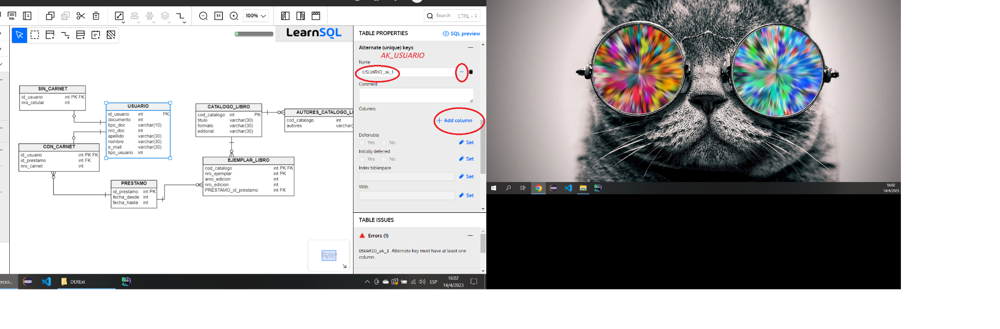 SQL
1:1
100%
Search
CTRL + F
LearnSQL
TABLE PROPERTIES
SQL preview
Alternate (unique) keys
AK_USUARIO
Name
USUARIO_ak_1
...
Comment
Columns
+ Add column
Deferrable
Yes
No
Set
Initially deferred
Yes
No
Set
Index tablespace
Set
With
Set
TABLE ISSUES
Errors (1)
USUARIO_ak_1 Alternate key must have at least one
column.
SIN_CARNET
id_usuario int PK FK
nro_celular int
USUARIO
id_usuario int PK
documento int
tipo_doc varchar(10)
nro_doc int
apellido varchar(30)
nombre varchar(30)
e_mail varchar(30)
tipo_usuario int
CATALOGO_LIBRO
cod_catalogo int PK
titulo varchar(30)
formato varchar(30)
editorial varchar(30)
AUTORES_CATALOGO_LI
cod_catalogo int
autores varchar(
CON_CARNET
id_usuario int PK FK
id_prestamo int FK
nro_carnet int
EJEMPLAR_LIBRO
cod_catalogo int PK FK
nro_ejemplar int PK
anio_edicion int
nro_edicion int
PRESTAMO_id_prestamo int FK
PRESTAMO
id_prestamo int PK
fecha_desde int
fecha_hasta int
ercici...
DERExt
DG
ESP
16:02
14/4/2023
DG
16:02
14/4/2023